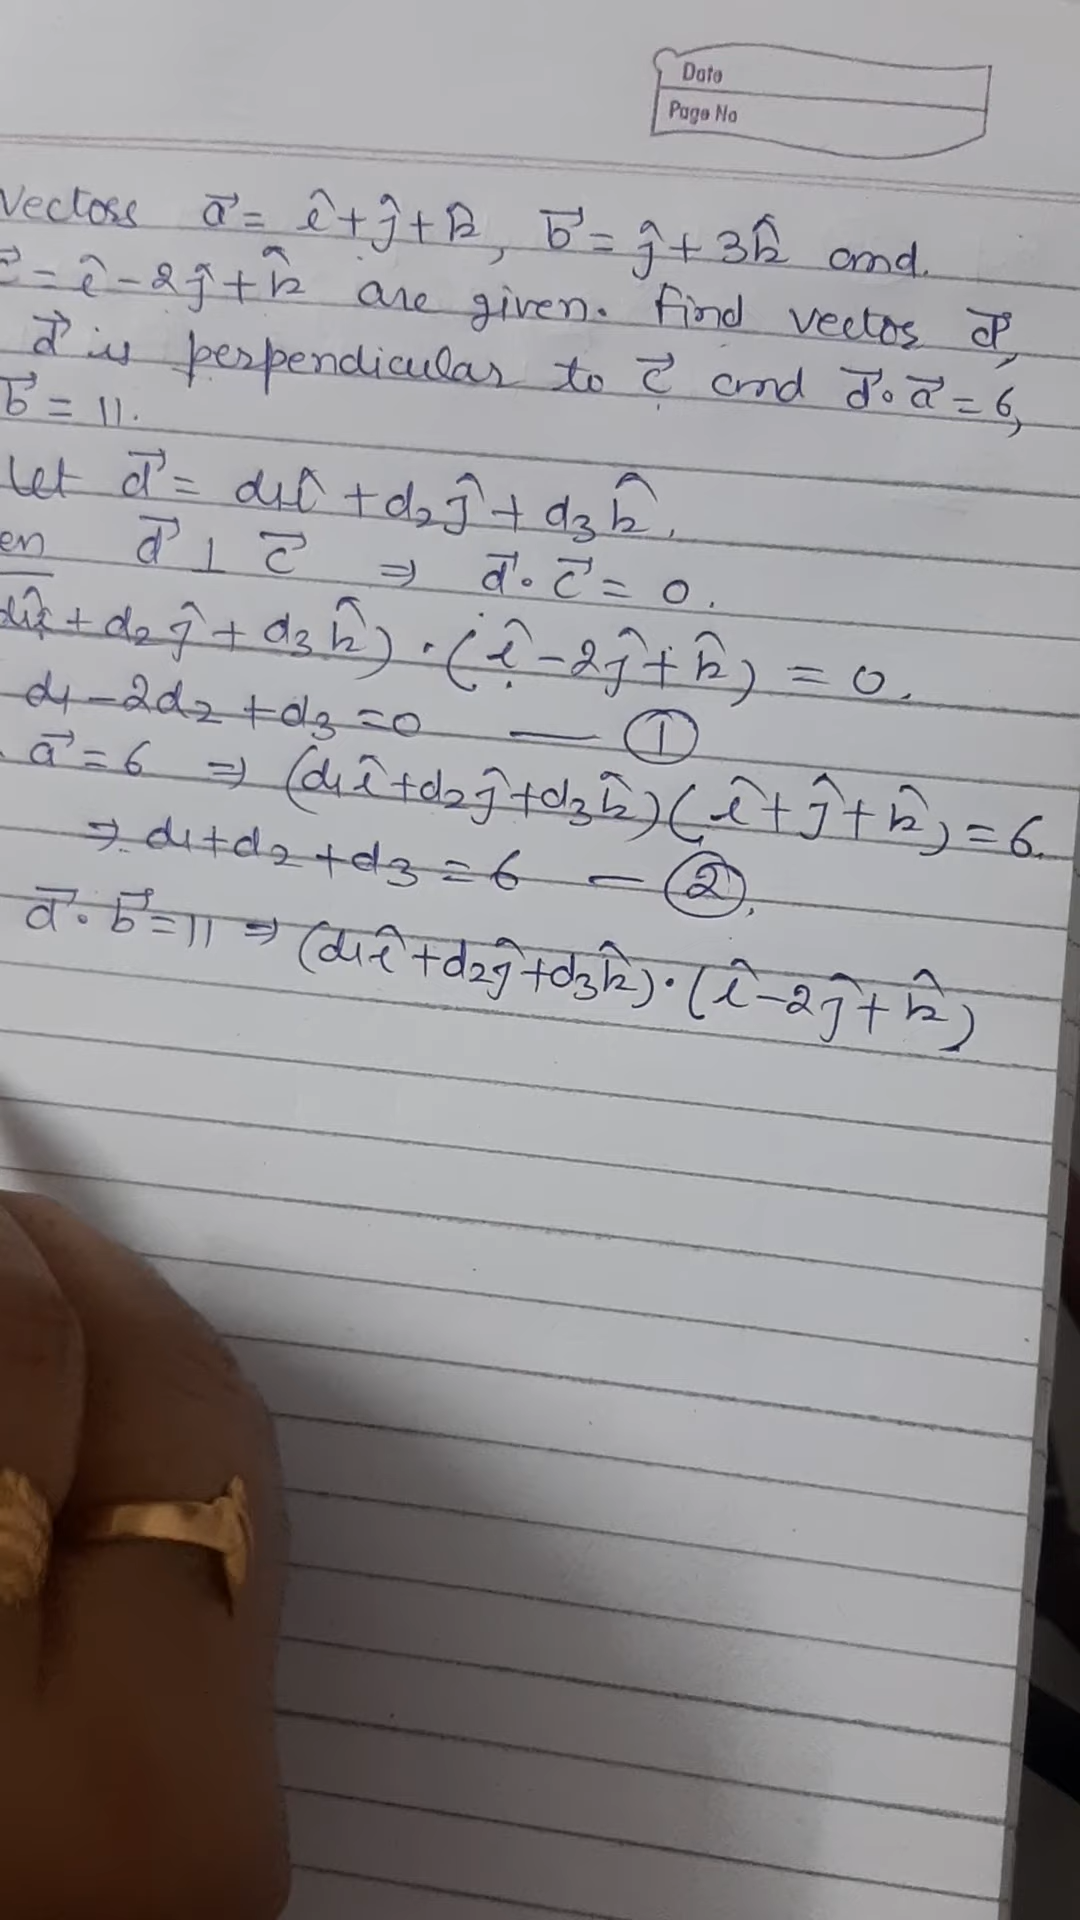 Date
Page No
Vectors a⃗ = î + ĵ + k̂, b⃗ = ĵ + 3k̂ and.
c⃗ = î - 2ĵ + k̂ are given. Find vector d⃗,
d⃗ is perpendicular to c⃗ and d⃗·a⃗ = 6,
b⃗ = 11.
Let d⃗ = d₁î + d₂ĵ + d₃k̂.
en d⃗ ⊥ c⃗ ⇒ d⃗·c⃗ = 0.
d₁î + d₂ĵ + d₃k̂)·(î - 2ĵ + k̂) = 0.
d₁ - 2d₂ + d₃ = 0 — ①
. a⃗ = 6 ⇒ (d₁î + d₂ĵ + d₃k̂)(î + ĵ + k̂) = 6.
⇒ d₁ + d₂ + d₃ = 6 — ②.
d⃗·b⃗ = 11 ⇒ (d₁î + d₂ĵ + d₃k̂)·(î - 2ĵ + k̂)